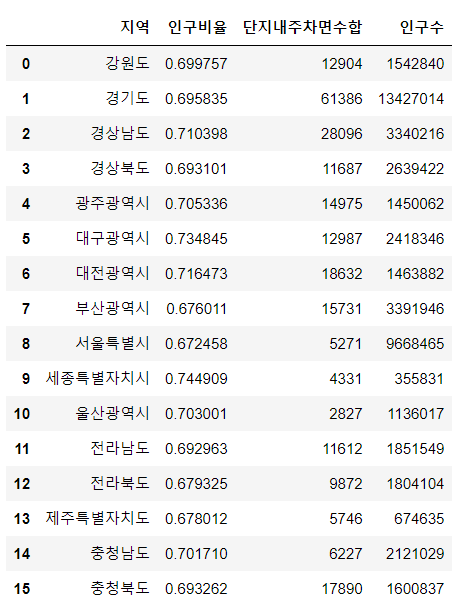 지역 인구비율 단지내주차면수합 인구수
0 강원도 0.699757 12904 1542840
1 경기도 0.695835 61386 13427014
2 경상남도 0.710398 28096 3340216
3 경상북도 0.693101 11687 2639422
4 광주광역시 0.705336 14975 1450062
5 대구광역시 0.734845 12987 2418346
6 대전광역시 0.716473 18632 1463882
7 부산광역시 0.676011 15731 3391946
8 서울특별시 0.672458 5271 9668465
9 세종특별자치시 0.744909 4331 355831
10 울산광역시 0.703001 2827 1136017
11 전라남도 0.692963 11612 1851549
12 전라북도 0.679325 9872 1804104
13 제주특별자치도 0.678012 5746 674635
14 충청남도 0.701710 6227 2121029
15 충청북도 0.693262 17890 1600837